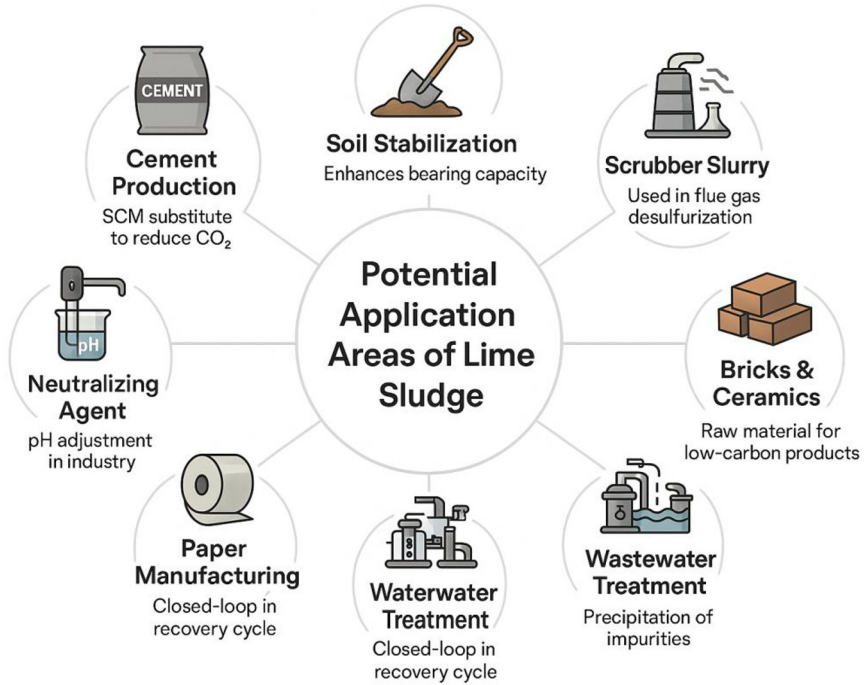 Potential
Application
Areas of Lime
Sludge
CEMENT
Cement
Production
SCM substitute
to reduce CO₂
Soil Stabilization
Enhances bearing capacity
Scrubber Slurry
Used in flue gas
desulfurization
pH
Neutralizing
Agent
pH adjustment
in industry
Bricks &
Ceramics
Raw material for
low-carbon products
Paper
Manufacturing
Closed-loop in
recovery cycle
Waterwater
Treatment
Closed-loop in
recovery cycle
Wastewater
Treatment
Precipitation of
impurities